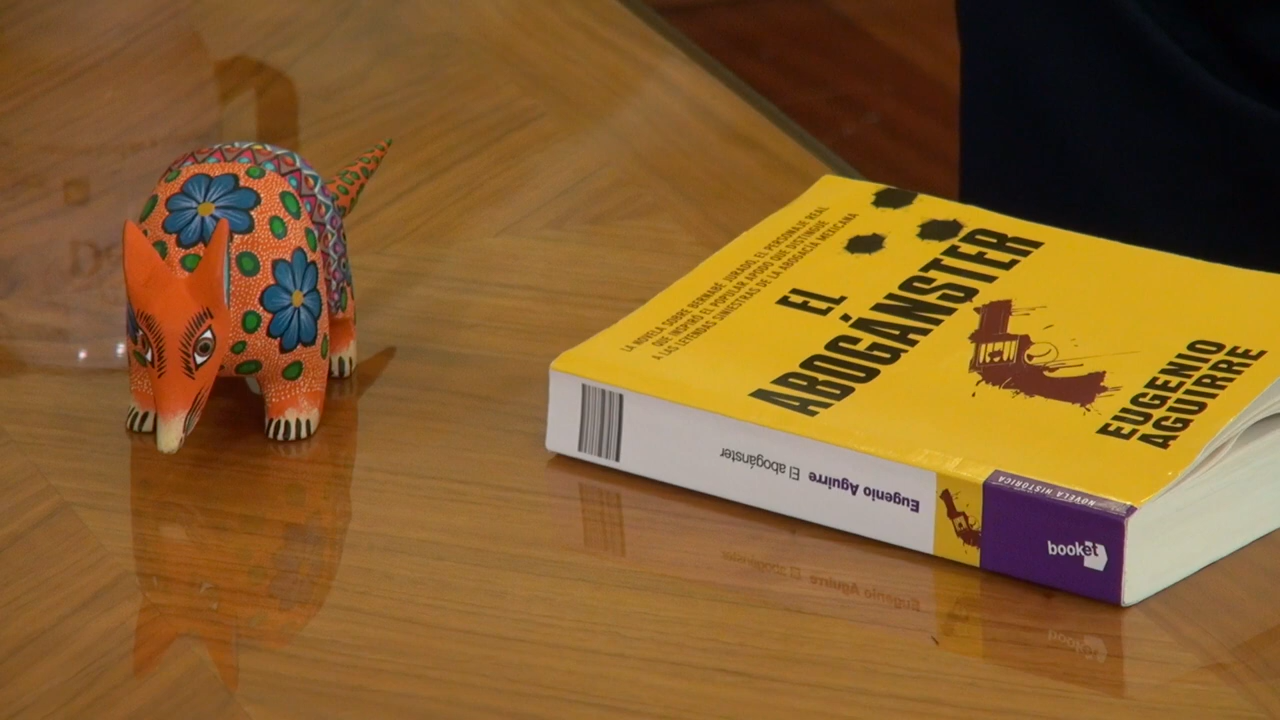 LA NOVELA SOBRE BERNABÉ JURADO, EL PERSONAJE REAL
QUE INSPIRÓ EL POPULAR APODO QUE DISTINGUE
A LAS LEYENDAS SINIESTRAS DE LA ABOGACÍA MEXICANA
EL
ABOGÁNSTER
EUGENIO
AGUIRRE
Eugenio Aguirre El abogánster
NOVELA HISTÓRICA
booket